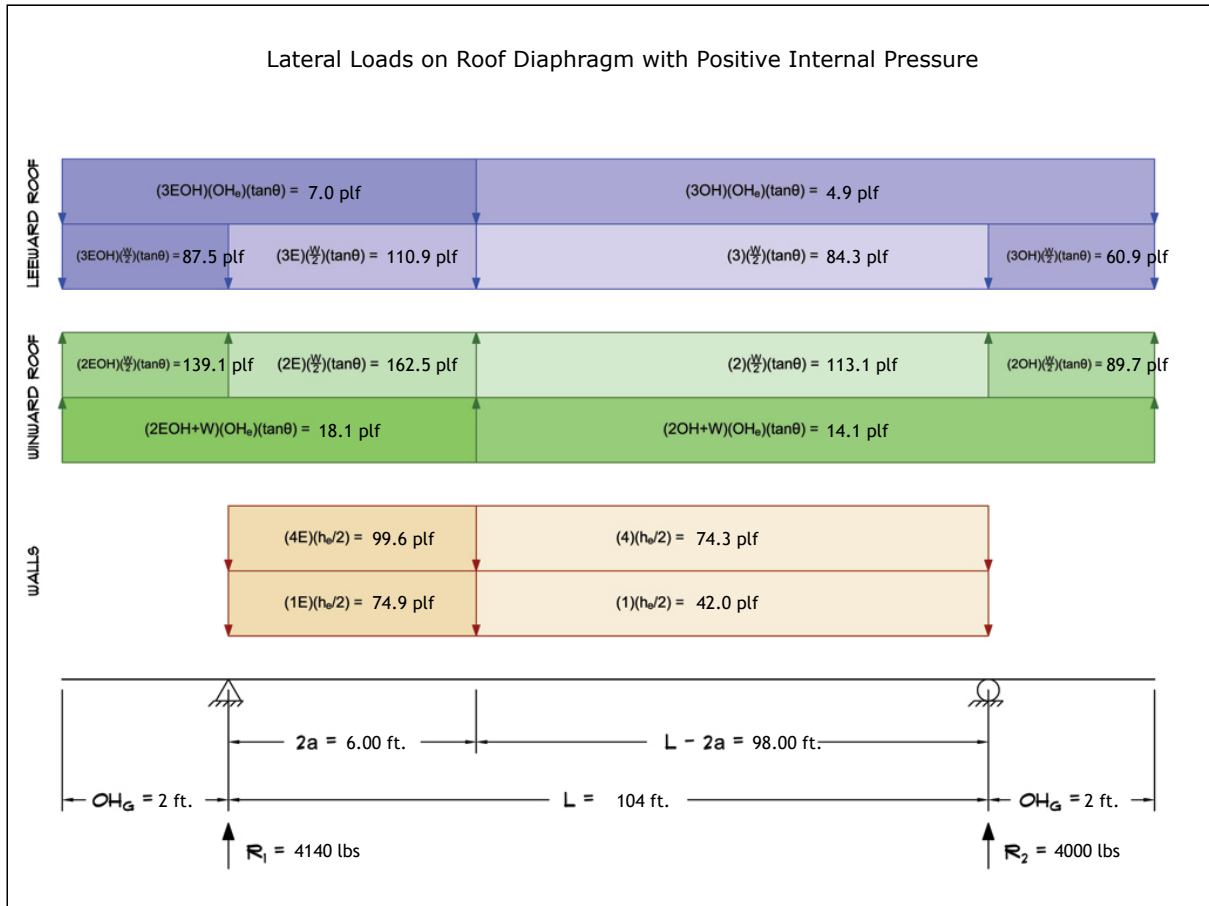 Lateral Loads on Roof Diaphragm with Positive Internal Pressure
LEEWARD ROOF
(3EOH)(OHₑ)(tanθ) = 7.0 plf
(3OH)(OHₑ)(tanθ) = 4.9 plf
(3EOH)(W/2)(tanθ) = 87.5 plf
(3E)(W/2)(tanθ) = 110.9 plf
(3)(W/2)(tanθ) = 84.3 plf
(3OH)(W/2)(tanθ) = 60.9 plf
WINWARD ROOF
(2EOH)(W/2)(tanθ) = 139.1 plf
(2E)(W/2)(tanθ) = 162.5 plf
(2)(W/2)(tanθ) = 113.1 plf
(2OH)(W/2)(tanθ) = 89.7 plf
(2EOH+W)(OHₑ)(tanθ) = 18.1 plf
(2OH+W)(OHₑ)(tanθ) = 14.1 plf
WALLS
(4E)(hₑ/2) = 99.6 plf
(4)(hₑ/2) = 74.3 plf
(1E)(hₑ/2) = 74.9 plf
(1)(hₑ/2) = 42.0 plf
2a = 6.00 ft.
L - 2a = 98.00 ft.
OH_G = 2 ft.
L = 104 ft.
OH_G = 2 ft.
R₁ = 4140 lbs
R₂ = 4000 lbs